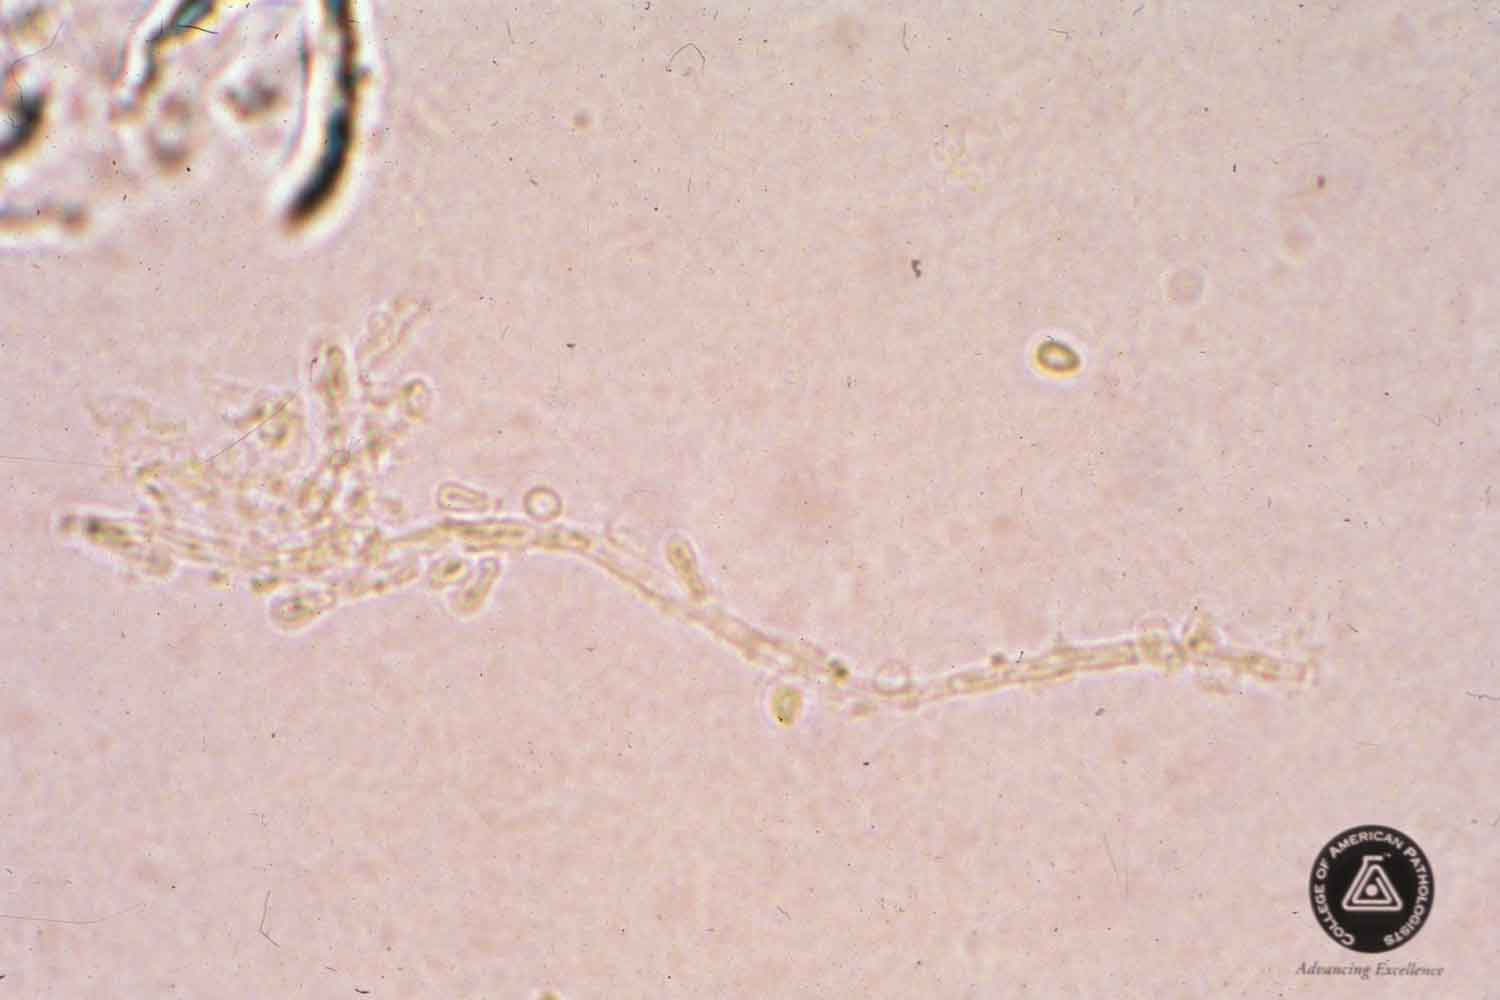 COLLEGE OF AMERICAN PATHOLOGISTS
Advancing Excellence